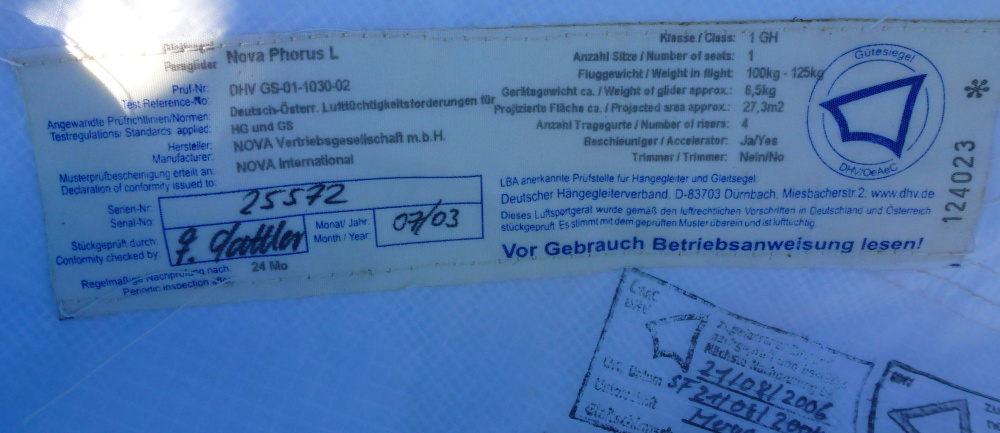 Paraglider Nova Phorus L
Prüf-Nr: DHV GS-01-1030-02
Test Reference-No:
Angewandte Prüfrichtlinien/Normen: Deutsch-Österr. Lufttüchtigkeitsforderungen für
Testregulations/ Standards applied: HG und GS
Hersteller: NOVA Vertriebsgesellschaft m.b.H.
Manufacturer:
Musterprüfbescheinigung erteilt an: NOVA International
Declaration of conformity issued to:
Serien-Nr: 25572
Serial-No:
Stückgeprüft durch:
Conformity checked by:
Monat/ Jahr: 07/03
Month / Year:
Regelmäßige Nachprüfung nach: 24 Mo
Periodic inspection
Klasse / Class: 1 GH
Anzahl Sitze / Number of seats: 1
Fluggewicht / Weight in flight: 100kg - 125kg
Gerätegewicht ca. / Weight of glider approx.: 6,5kg
Projizierte Fläche ca. / Projected area approx.: 27,3m2
Anzahl Tragegurte / Number of risers: 4
Beschleuniger / Accelerator: Ja/Yes
Trimmer / Trimmer: Nein/No
LBA anerkannte Prüfstelle für Hängegleiter und Gleitsegel:
Deutscher Hängegleiterverband, D-83703 Dürnbach, Miesbacherstr.2; www.dhv.de
Dieses Luftsportgerät wurde gemäß den luftrechtlichen Vorschriften in Deutschland und Österreich
stückgeprüft. Es stimmt mit dem geprüften Muster überein und ist lufttüchtig.
Vor Gebrauch Betriebsanweisung lesen!
Gütesiegel
DHV/OeAeC
*
124023
OeAeC
DHV
Nächste Nachprüfung
21/08/2006
Unterschrift